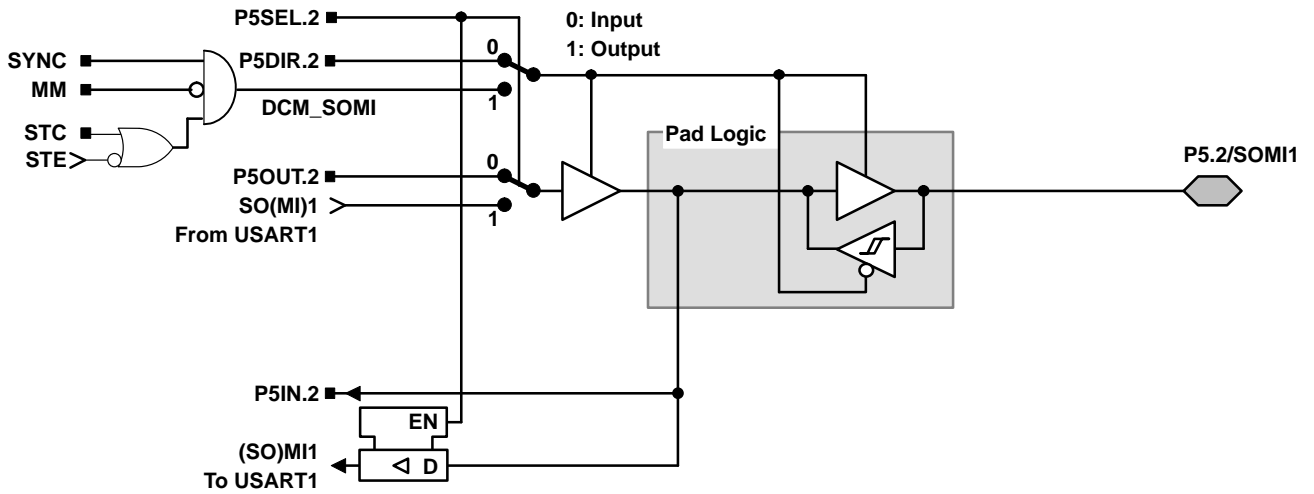 P5SEL.2
0: Input
1: Output
SYNC
P5DIR.2
0
MM
DCM_SOMI
1
STC
STE
Pad Logic
P5OUT.2
0
P5.2/SOMI1
SO(MI)1
1
From USART1
P5IN.2
EN
(SO)MI1
D
To USART1